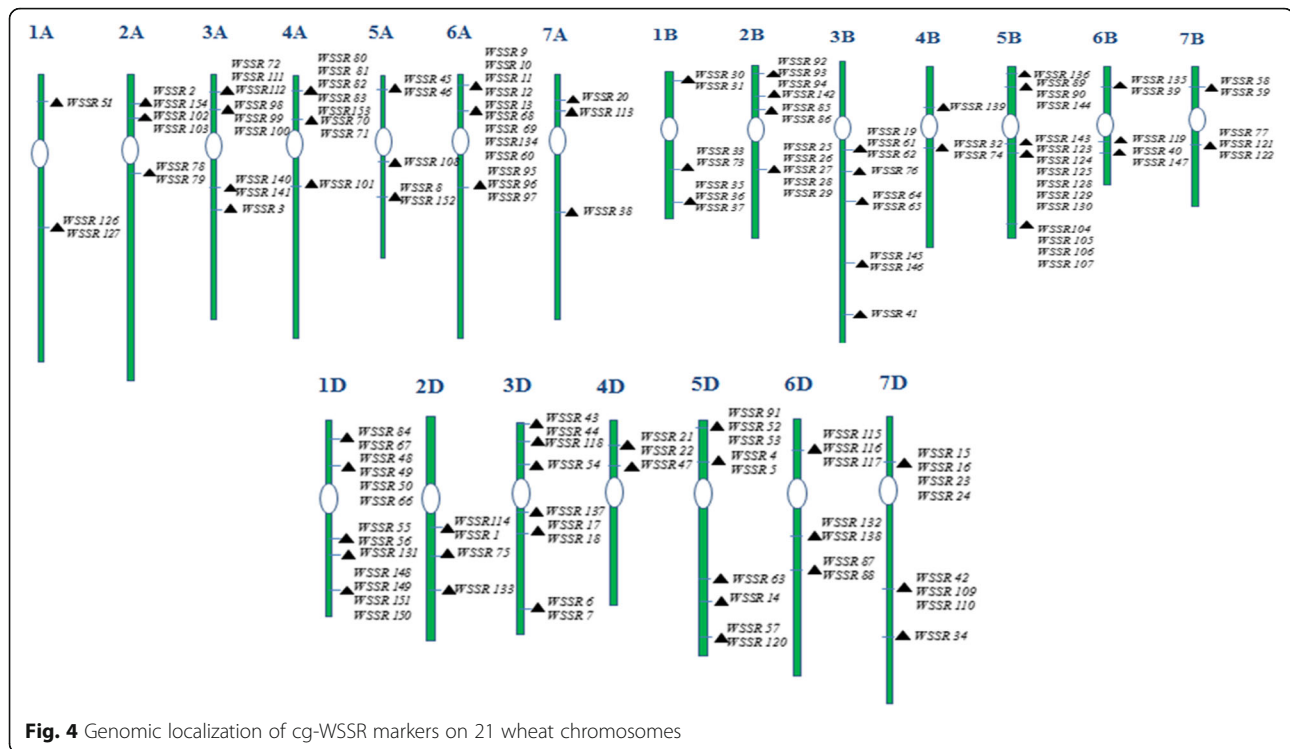 1A
2A
3A
4A
5A
6A
7A
1B
2B
3B
4B
5B
6B
7B
WSSR 51
WSSR 126
WSSR 127
WSSR 2
WSSR 154
WSSR 102
WSSR 103
WSSR 78
WSSR 79
WSSR 72
WSSR 111
WSSR112
WSSR 98
WSSR 99
WSSR 100
WSSR 140
WSSR 141
WSSR 3
WSSR 80
WSSR 81
WSSR 82
WSSR 83
WSSR153
WSSR 70
WSSR 71
WSSR 101
WSSR 45
WSSR 46
WSSR 108
WSSR 8
WSSR 152
WSSR 9
WSSR 10
WSSR 11
WSSR 12
WSSR 13
WSSR 68
WSSR 69
WSSR134
WSSR 60
WSSR 95
WSSR 96
WSSR 97
WSSR 20
WSSR 113
WSSR 38
WSSR 30
WSSR 31
WSSR 33
WSSR 73
WSSR 35
WSSR 36
WSSR 37
WSSR 92
WSSR 93
WSSR 94
WSSR 142
WSSR 85
WSSR 86
WSSR 25
WSSR 26
WSSR 27
WSSR 28
WSSR 29
WSSR 19
WSSR 61
WSSR 62
WSSR 76
WSSR 64
WSSR 65
WSSR 145
WSSR 146
WSSR 41
WSSR 139
WSSR 32
WSSR 74
WSSR 136
WSSR 89
WSSR 90
WSSR 144
WSSR 143
WSSR 123
WSSR 124
WSSR 125
WSSR 128
WSSR 129
WSSR 130
WSSR104
WSSR 105
WSSR 106
WSSR 107
WSSR 135
WSSR 39
WSSR 119
WSSR 40
WSSR 147
WSSR 58
WSSR 59
WSSR 77
WSSR 121
WSSR 122
1D
2D
3D
4D
5D
6D
7D
WSSR 84
WSSR 67
WSSR 48
WSSR 49
WSSR 50
WSSR 66
WSSR 55
WSSR 56
WSSR 131
WSSR 148
WSSR 149
WSSR 151
WSSR 150
WSSR114
WSSR 1
WSSR 75
WSSR 133
WSSR 43
WSSR 44
WSSR 118
WSSR 54
WSSR 137
WSSR 17
WSSR 18
WSSR 6
WSSR 7
WSSR 21
WSSR 22
WSSR 47
WSSR 91
WSSR 52
WSSR 53
WSSR 4
WSSR 5
WSSR 63
WSSR 14
WSSR 57
WSSR 120
WSSR 115
WSSR 116
WSSR 117
WSSR 132
WSSR 138
WSSR 87
WSSR 88
WSSR 15
WSSR 16
WSSR 23
WSSR 24
WSSR 42
WSSR 109
WSSR 110
WSSR 34
Fig. 4 Genomic localization of cg-WSSR markers on 21 wheat chromosomes